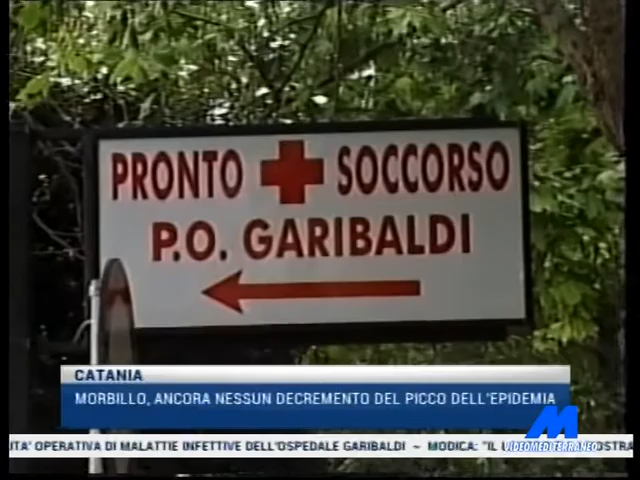 PRONTO SOCCORSO
P.O. GARIBALDI
CATANIA
MORBILLO, ANCORA NESSUN DECREMENTO DEL PICCO DELL'EPIDEMIA
ITA' OPERATIVA DI MALATTIE INFETTIVE DELL'OSPEDALE GARIBALDI ~ MODICA: "IL
VIDEOMEDITERRANEO